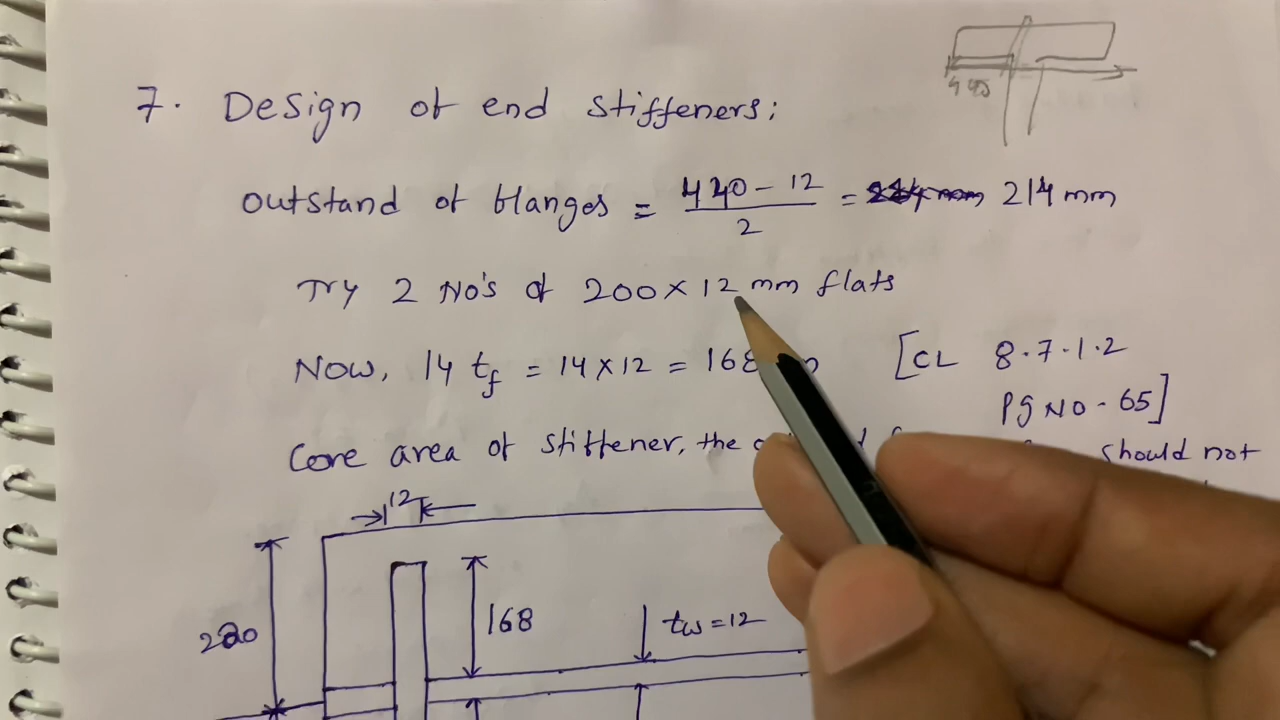 440
7. Design of end stiffeners:
Outstand of flanges = 440 - 12 / 2 = 214 mm
Try 2 No's of 200 × 12 mm flats
Now, 14 tf = 14 × 12 = 168 [CL 8.7.1.2
Pg NO - 65]
Core area of stiffener, the should not
12
220
168
tw = 12